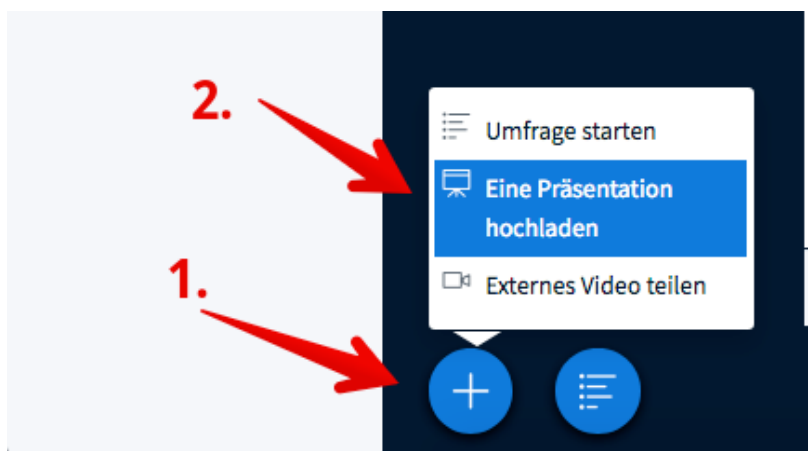 2.
Umfrage starten
Eine Präsentation
hochladen
1.
Externes Video teilen